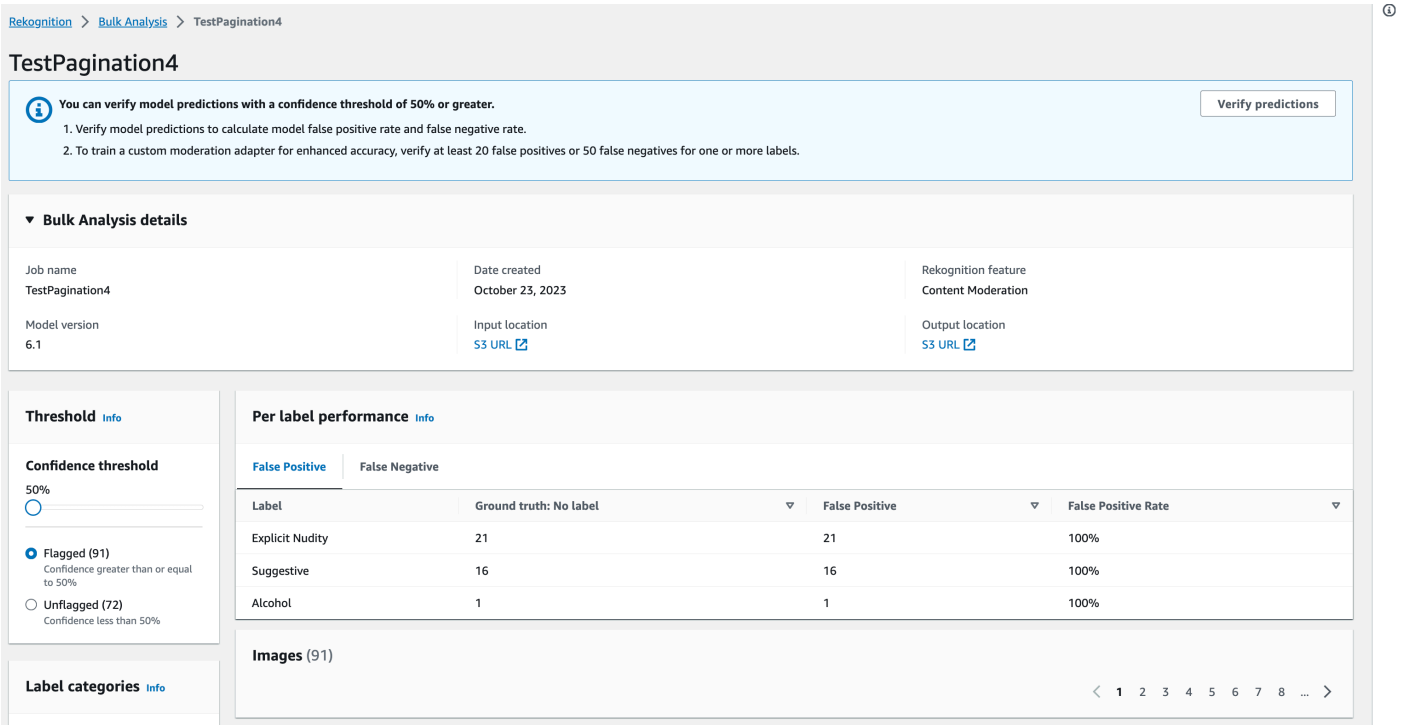 Rekognition > Bulk Analysis > TestPagination4
TestPagination4
You can verify model predictions with a confidence threshold of 50% or greater.
Verify predictions
1. Verify model predictions to calculate model false positive rate and false negative rate.
2. To train a custom moderation adapter for enhanced accuracy, verify at least 20 false positives or 50 false negatives for one or more labels.
Bulk Analysis details
Job name
TestPagination4
Date created
October 23, 2023
Rekognition feature
Content Moderation
Model version
6.1
Input location
S3 URL
Output location
S3 URL
Threshold Info
Confidence threshold
50%
Flagged (91)
Confidence greater than or equal
to 50%
Unflagged (72)
Confidence less than 50%
Label categories Info
Per label performance Info
False Positive False Negative
Label Ground truth: No label False Positive False Positive Rate
Explicit Nudity 21 21 100%
Suggestive 16 16 100%
Alcohol 1 1 100%
Images (91)
< 1 2 3 4 5 6 7 8 ... >